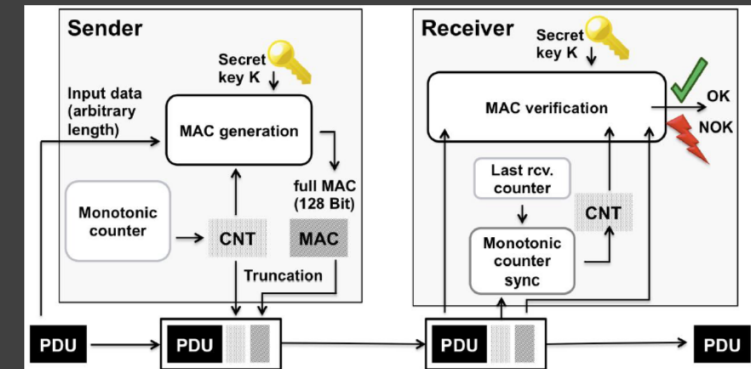 Sender
Secret
key K
Input data
(arbitrary
length)
MAC generation
full MAC
(128 Bit)
Monotonic
counter
CNT
MAC
Truncation
Receiver
Secret
key K
MAC verification
OK
NOK
Last rcv.
counter
CNT
Monotonic
counter
sync
PDU
PDU
PDU
PDU